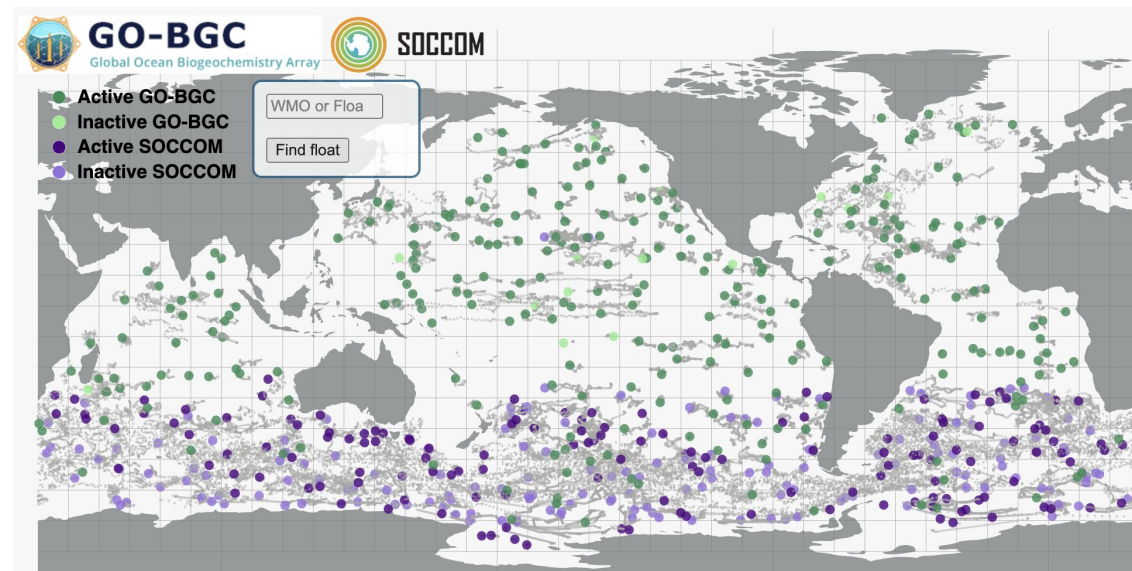 GO-BGC
Global Ocean Biogeochemistry Array
SOCCOM
Active GO-BGC
Inactive GO-BGC
Active SOCCOM
Inactive SOCCOM
WMO or Floa
Find float